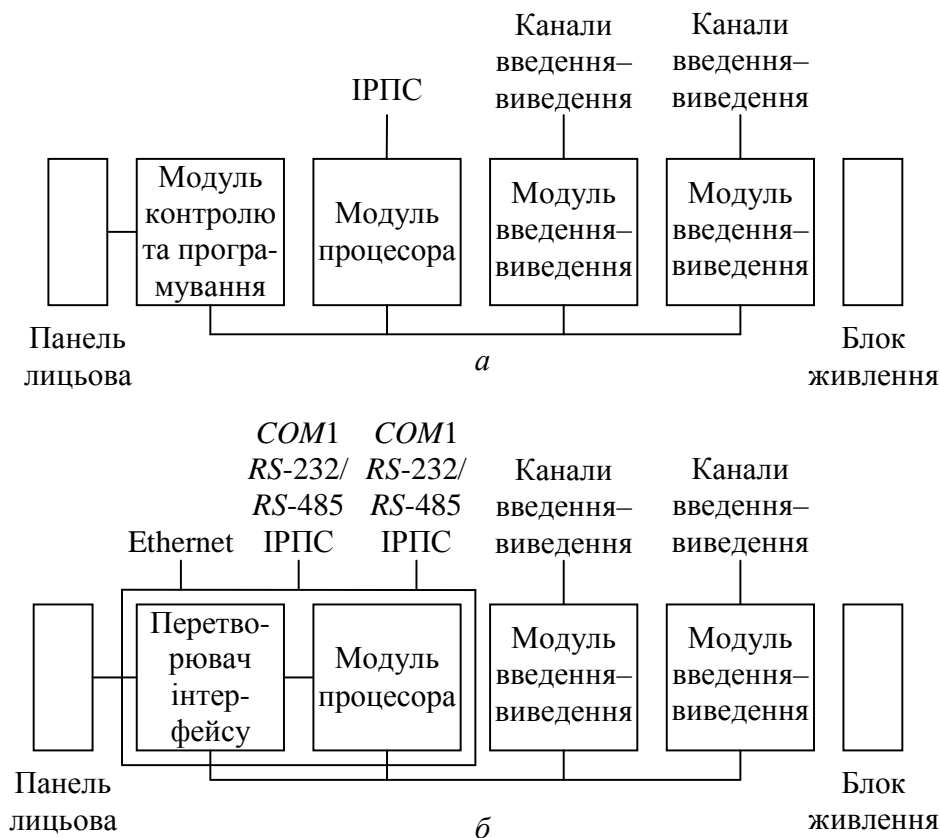 Канали
введення–
виведення
Канали
введення–
виведення
ІРПС
Модуль
контролю
та програ-
мування
Модуль
процесора
Модуль
введення–
виведення
Модуль
введення–
виведення
Панель
лицьова
а
Блок
живлення
COM1
RS-232/
RS-485
ІРПС
COM1
RS-232/
RS-485
ІРПС
Ethernet
Канали
введення–
виведення
Канали
введення–
виведення
Перетво-
рювач
інтер-
фейсу
Модуль
процесора
Модуль
введення–
виведення
Модуль
введення–
виведення
Панель
лицьова
б
Блок
живлення